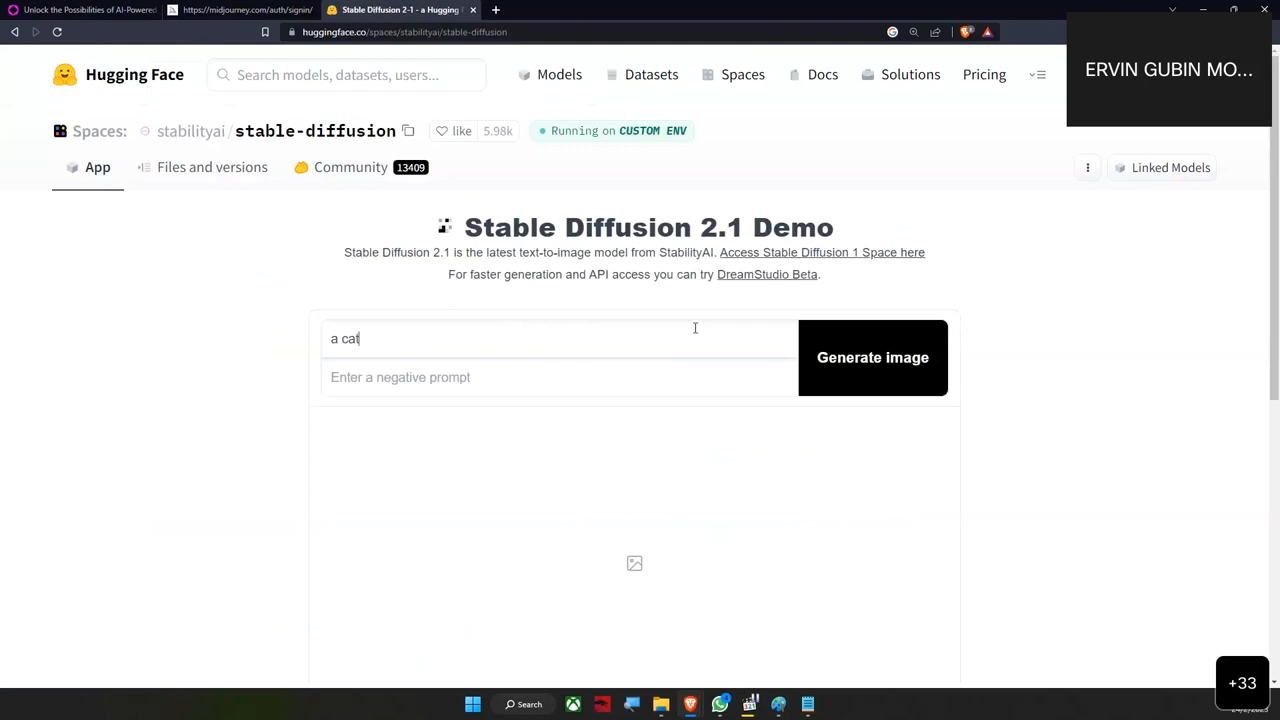 Unlock the Possibilities of AI-Powered
https://midjourney.com/auth/signin/
Stable Diffusion 2-1 - a Hugging F
huggingface.co/spaces/stabilityai/stable-diffusion
ERVIN GUBIN MO...
Hugging Face
Search models, datasets, users...
Models
Datasets
Spaces
Docs
Solutions
Pricing
Spaces:
stabilityai/stable-diffusion
like 5.98k
Running on CUSTOM ENV
App
Files and versions
Community 13409
Linked Models
Stable Diffusion 2.1 Demo
Stable Diffusion 2.1 is the latest text-to-image model from StabilityAI. Access Stable Diffusion 1 Space here
For faster generation and API access you can try DreamStudio Beta.
a cat
Enter a negative prompt
Generate image
+33
Search